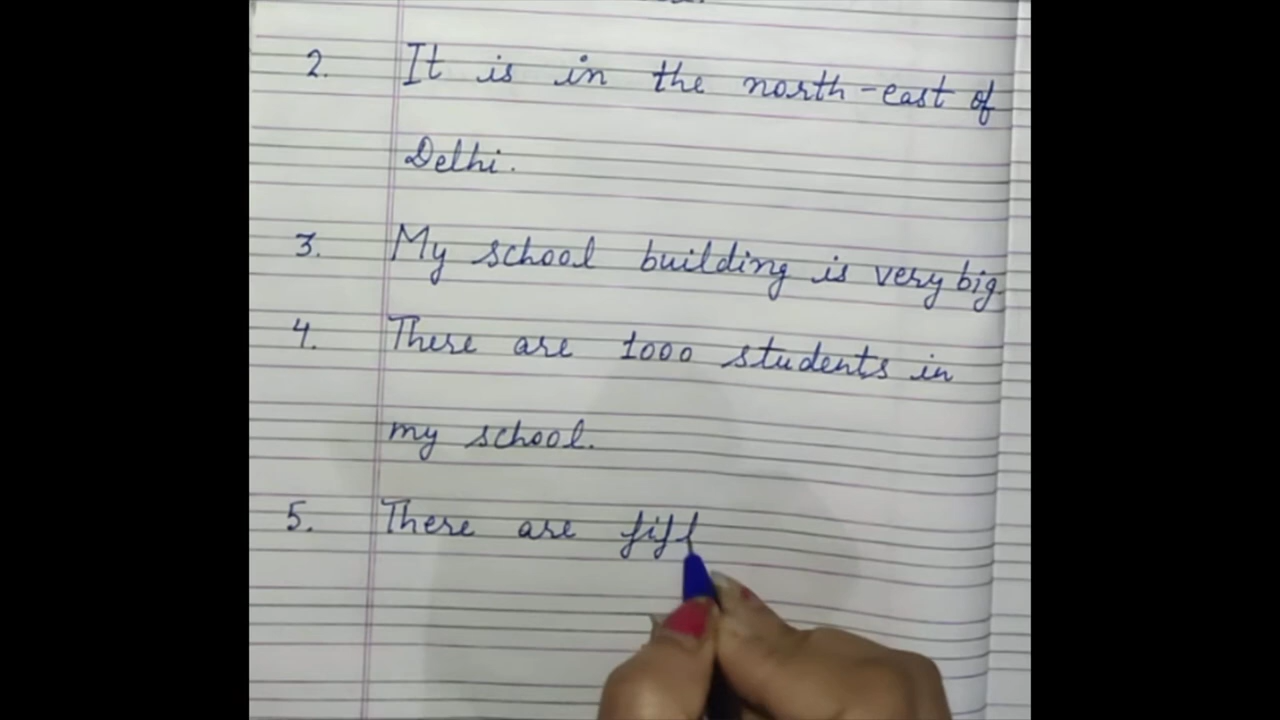 2. It is in the north-east of
Delhi.
3. My school building is very big.
4. There are 1000 students in
my school.
5. There are